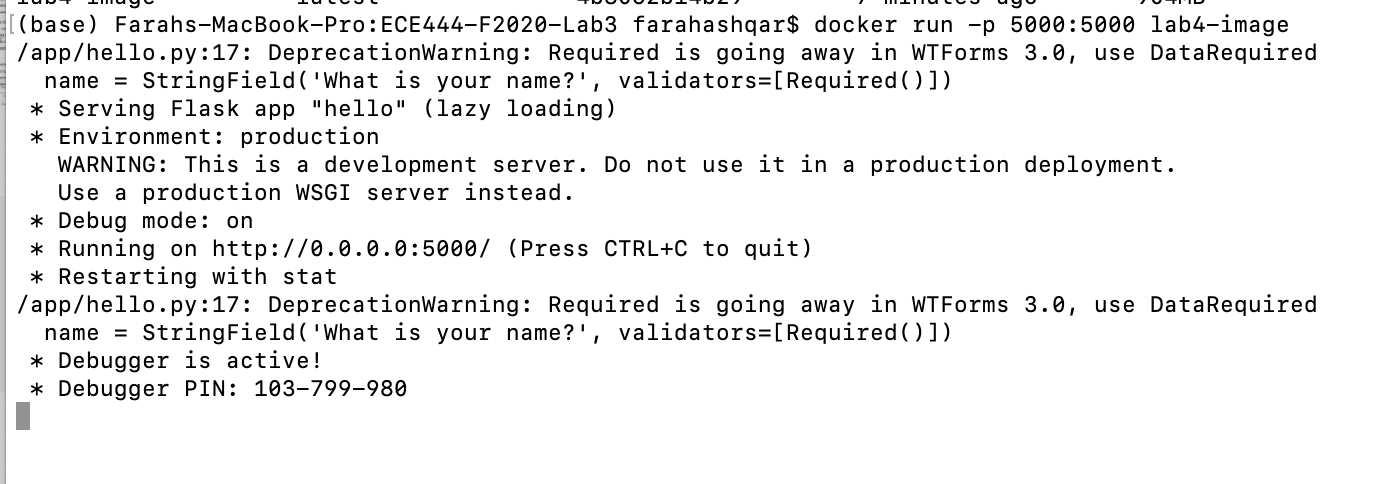 [(base) Farahs-MacBook-Pro:ECE444-F2020-Lab3 farahashqar$ docker run -p 5000:5000 lab4-image
/app/hello.py:17: DeprecationWarning: Required is going away in WTForms 3.0, use DataRequired
  name = StringField('What is your name?', validators=[Required()])
 * Serving Flask app "hello" (lazy loading)
 * Environment: production
   WARNING: This is a development server. Do not use it in a production deployment.
   Use a production WSGI server instead.
 * Debug mode: on
 * Running on http://0.0.0.0:5000/ (Press CTRL+C to quit)
 * Restarting with stat
/app/hello.py:17: DeprecationWarning: Required is going away in WTForms 3.0, use DataRequired
  name = StringField('What is your name?', validators=[Required()])
 * Debugger is active!
 * Debugger PIN: 103-799-980